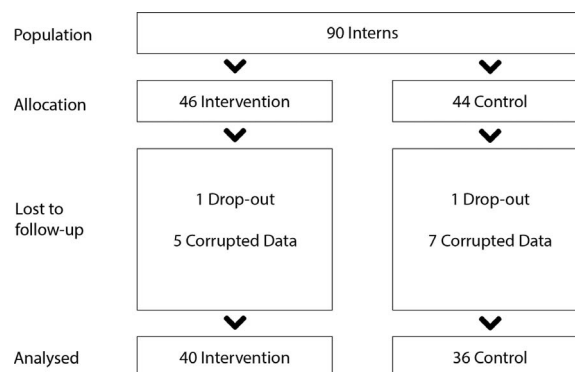 Population
90 Interns
Allocation
46 Intervention
44 Control
Lost to
follow-up
1 Drop-out
5 Corrupted Data
1 Drop-out
7 Corrupted Data
Analysed
40 Intervention
36 Control